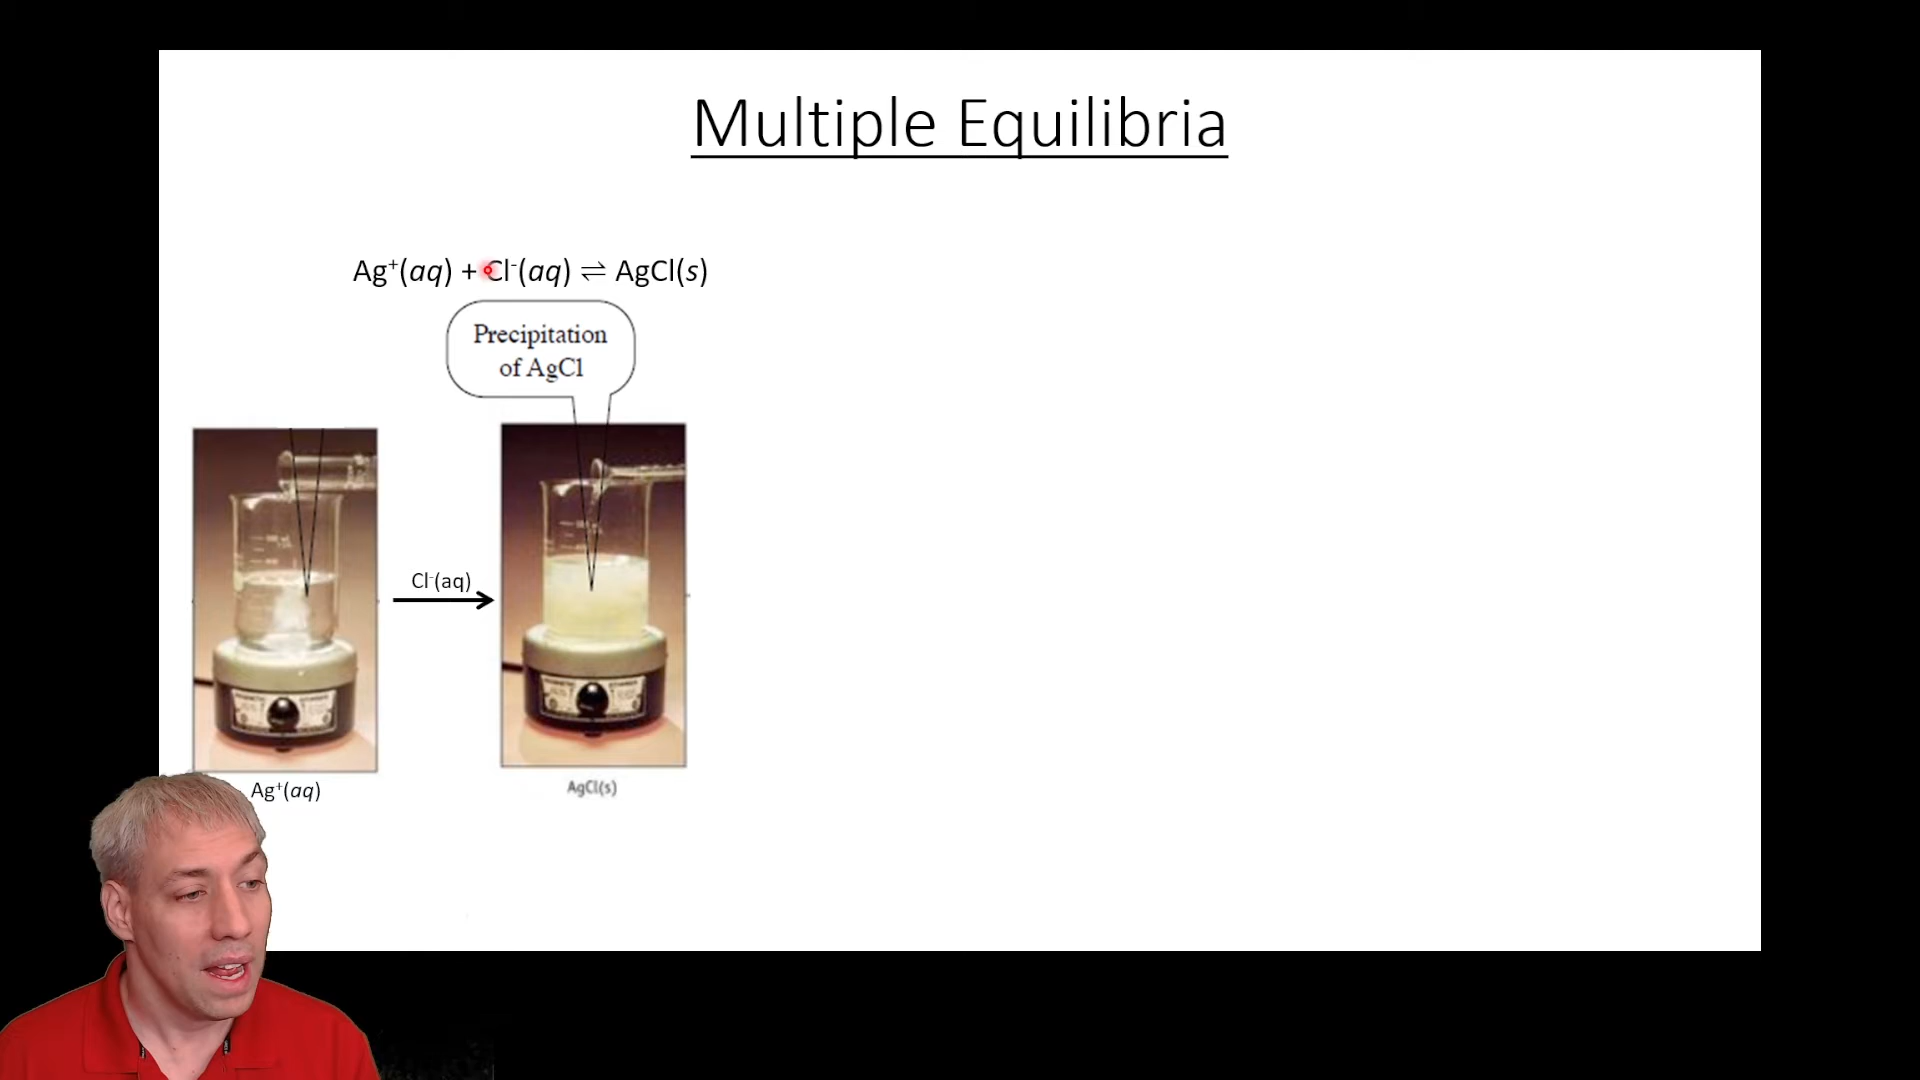 Multiple Equilibria
Ag⁺(aq) + Cl⁻(aq) ⇌ AgCl(s)
Precipitation
of AgCl
Cl⁻(aq)
Ag⁺(aq)
AgCl(s)